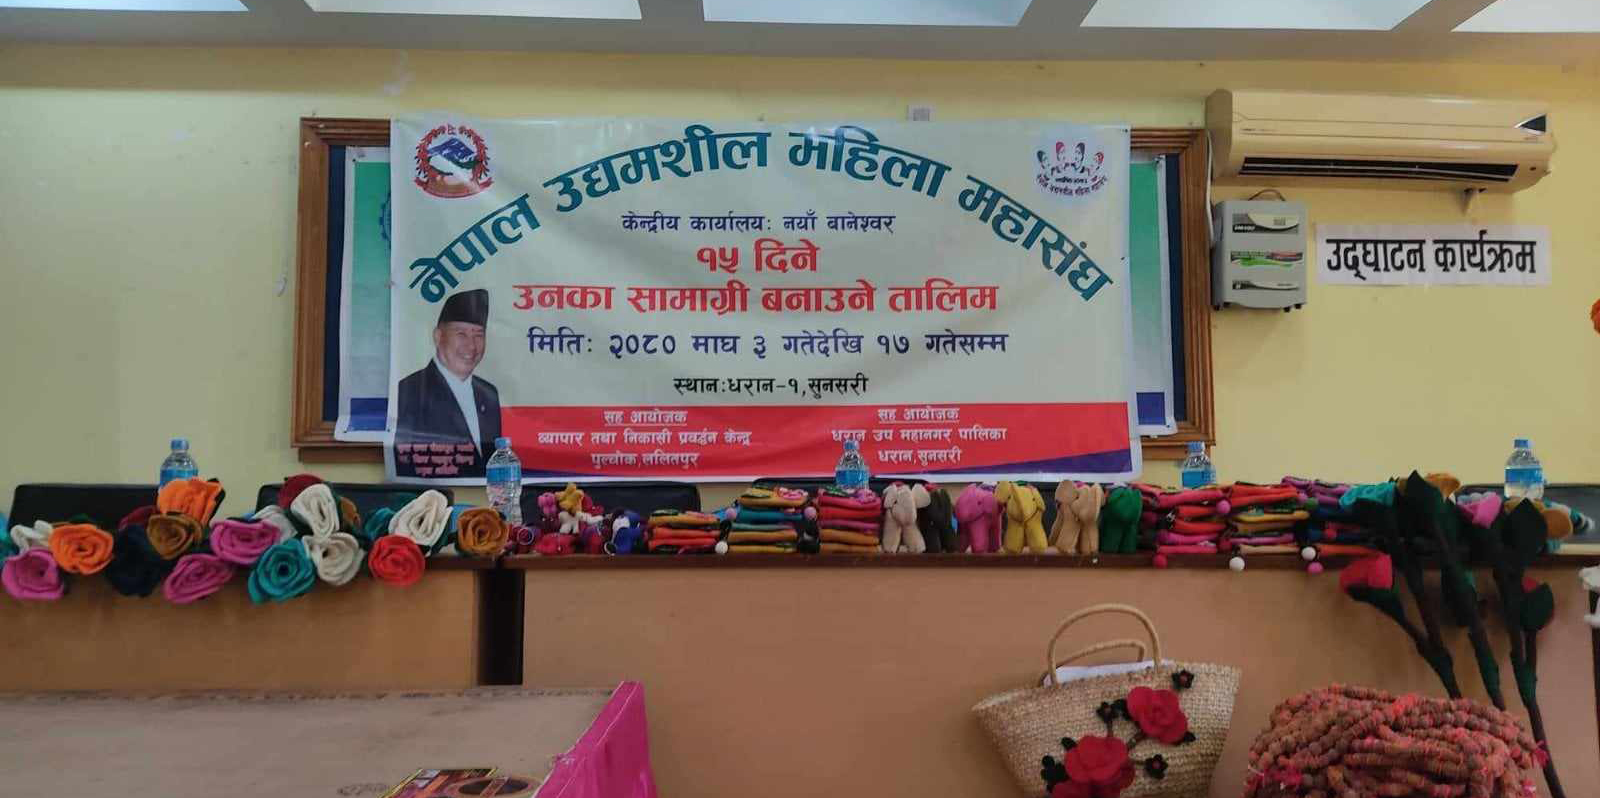 नेपाल उद्यमशील महिला महासंघ
केन्द्रीय कार्यालय: नयाँ बानेश्वर
१५ दिने
उनका सामाग्री बनाउने तालिम
मिति: २०८० माघ ३ गतेदेखि १७ गतेसम्म
स्थान:धरान-१,सुनसरी
सह आयोजक
व्यापार तथा निकासी प्रवर्द्धन केन्द्र
पुल्चोक,ललितपुर
सह आयोजक
धरान उप महानगर पालिका
धरान,सुनसरी
उद्घाटन कार्यक्रम